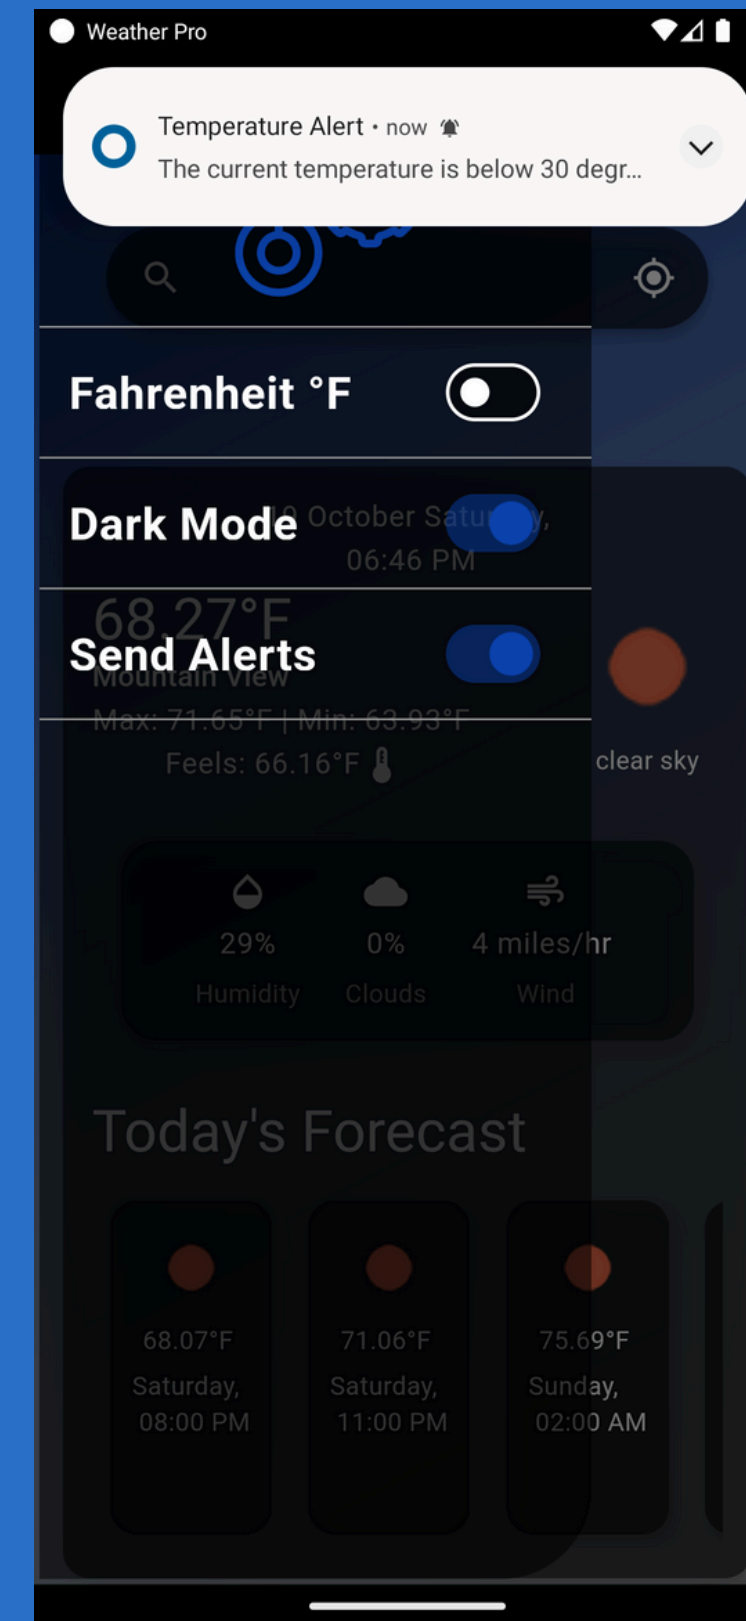 Weather Pro
Temperature Alert • now
The current temperature is below 30 degr...
Fahrenheit °F
Dark Mode
October Saturday,
06:46 PM
68.27°F
Send Alerts
Mountain View
Max: 71.65°F | Min: 63.93°F
Feels: 66.16°F
clear sky
29% 0% 4 miles/hr
Humidity Clouds Wind
Today's Forecast
68.07°F 71.06°F 75.69°F
Saturday, Saturday, Sunday,
08:00 PM 11:00 PM 02:00 AM